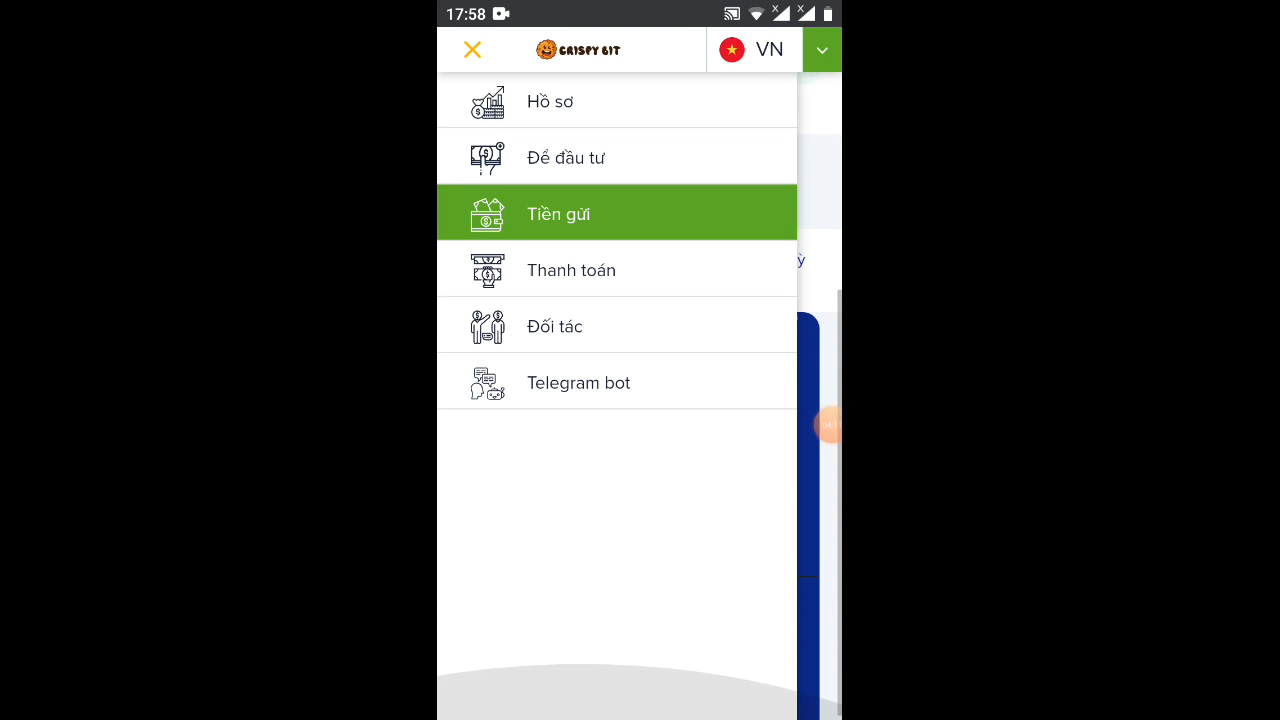 17:58
CRISPY BIT
VN
Hồ sơ
Để đầu tư
Tiền gửi
Thanh toán
Đối tác
Telegram bot
ỳ